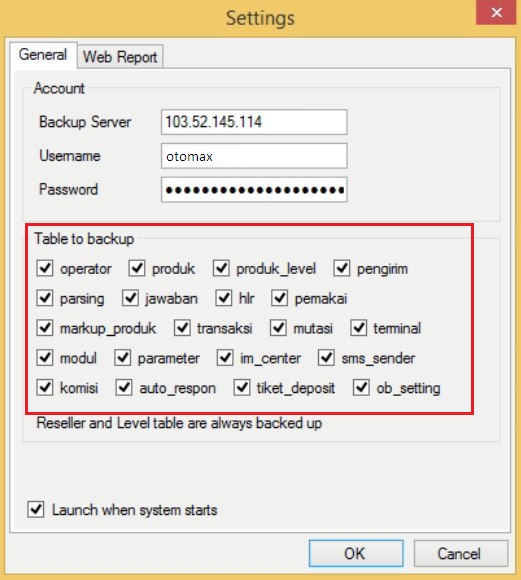 Settings
General Web Report
Account
Backup Server 103.52.145.114
Username otomax
Password ●●●●●●●●●●●●●●●●●●●●
Table to backup
operator produk produk_level pengirim
parsing jawaban hlr pemakai
markup_produk transaksi mutasi terminal
modul parameter im_center sms_sender
komisi auto_respon tiket_deposit ob_setting
Reseller and Level table are always backed up
Launch when system starts
OK Cancel